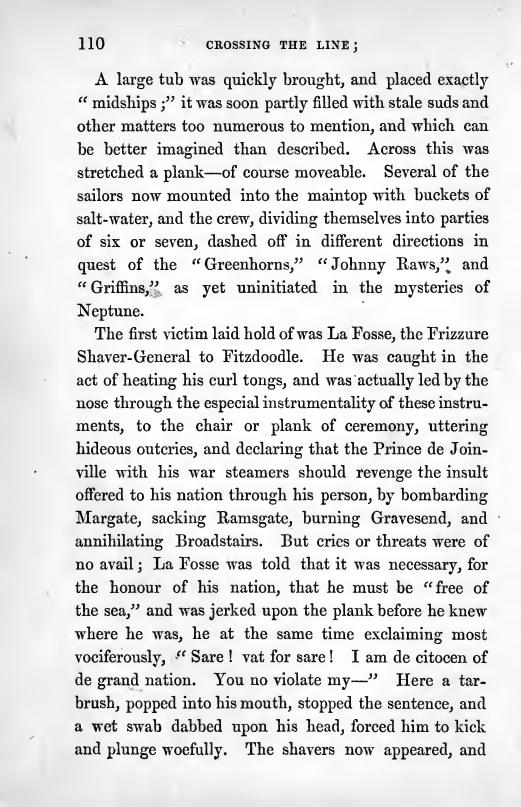 110 CROSSING THE LINE;
A large tub was quickly brought, and placed exactly
“ midships ;” it was soon partly filled with stale suds and
other matters too numerous to mention, and which can
be better imagined than described. Across this was
stretched a plank—of course moveable. Several of the
sailors now mounted into the maintop with buckets of
salt-water, and the crew, dividing themselves into parties
of six or seven, dashed off in different directions in
quest of the “Greenhorns,” “Johnny Raws,” and
“Griffins,” as yet uninitiated in the mysteries of
Neptune.
The first victim laid hold of was La Fosse, the Frizzure
Shaver-General to Fitzdoodle. He was caught in the
act of heating his curl tongs, and was actually led by the
nose through the especial instrumentality of these instru-
ments, to the chair or plank of ceremony, uttering
hideous outcries, and declaring that the Prince de Join-
ville with his war steamers should revenge the insult
offered to his nation through his person, by bombarding
Margate, sacking Ramsgate, burning Gravesend, and
annihilating Broadstairs. But cries or threats were of
no avail; La Fosse was told that it was necessary, for
the honour of his nation, that he must be “free of
the sea,” and was jerked upon the plank before he knew
where he was, he at the same time exclaiming most
vociferously, “ Sare ! vat for sare ! I am de citocen of
de grand nation. You no violate my—” Here a tar-
brush, popped into his mouth, stopped the sentence, and
a wet swab dabbed upon his head, forced him to kick
and plunge woefully. The shavers now appeared, and